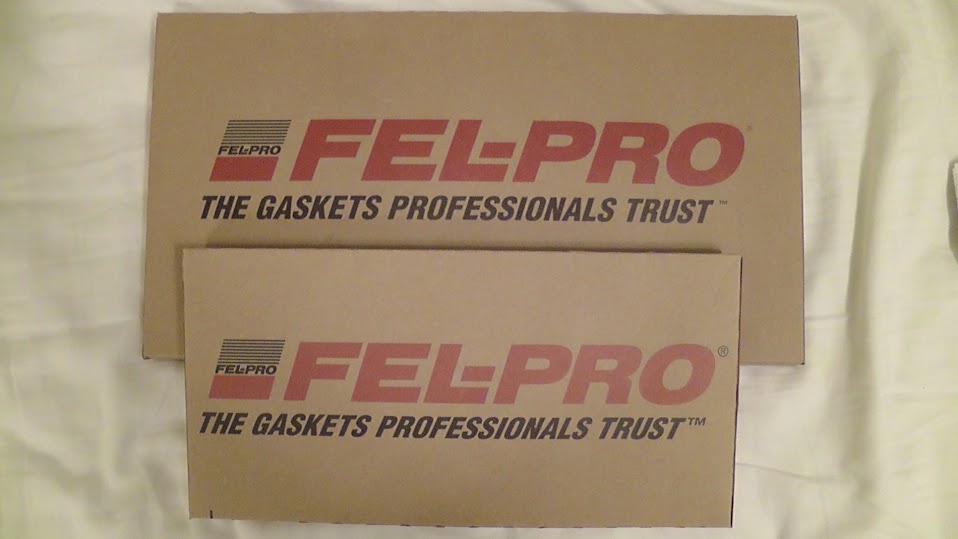 FEL-PRO FEL-PRO®
THE GASKETS PROFESSIONALS TRUST™
FEL-PRO FEL-PRO®
THE GASKETS PROFESSIONALS TRUST™